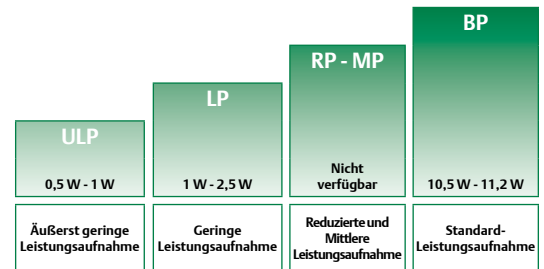 ULP
0,5 W - 1 W
Äußerst geringe
Leistungsaufnahme
LP
1 W - 2,5 W
Geringe
Leistungsaufnahme
RP - MP
Nicht
verfügbar
Reduzierte und
Mittlere
Leistungsaufnahme
BP
10,5 W - 11,2 W
Standard-
Leistungsaufnahme